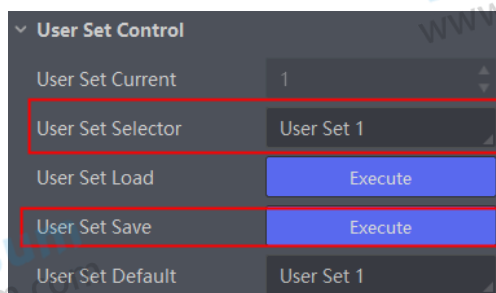 User Set Control
User Set Current 1
User Set Selector User Set 1
User Set Load Execute
User Set Save Execute
User Set Default User Set 1